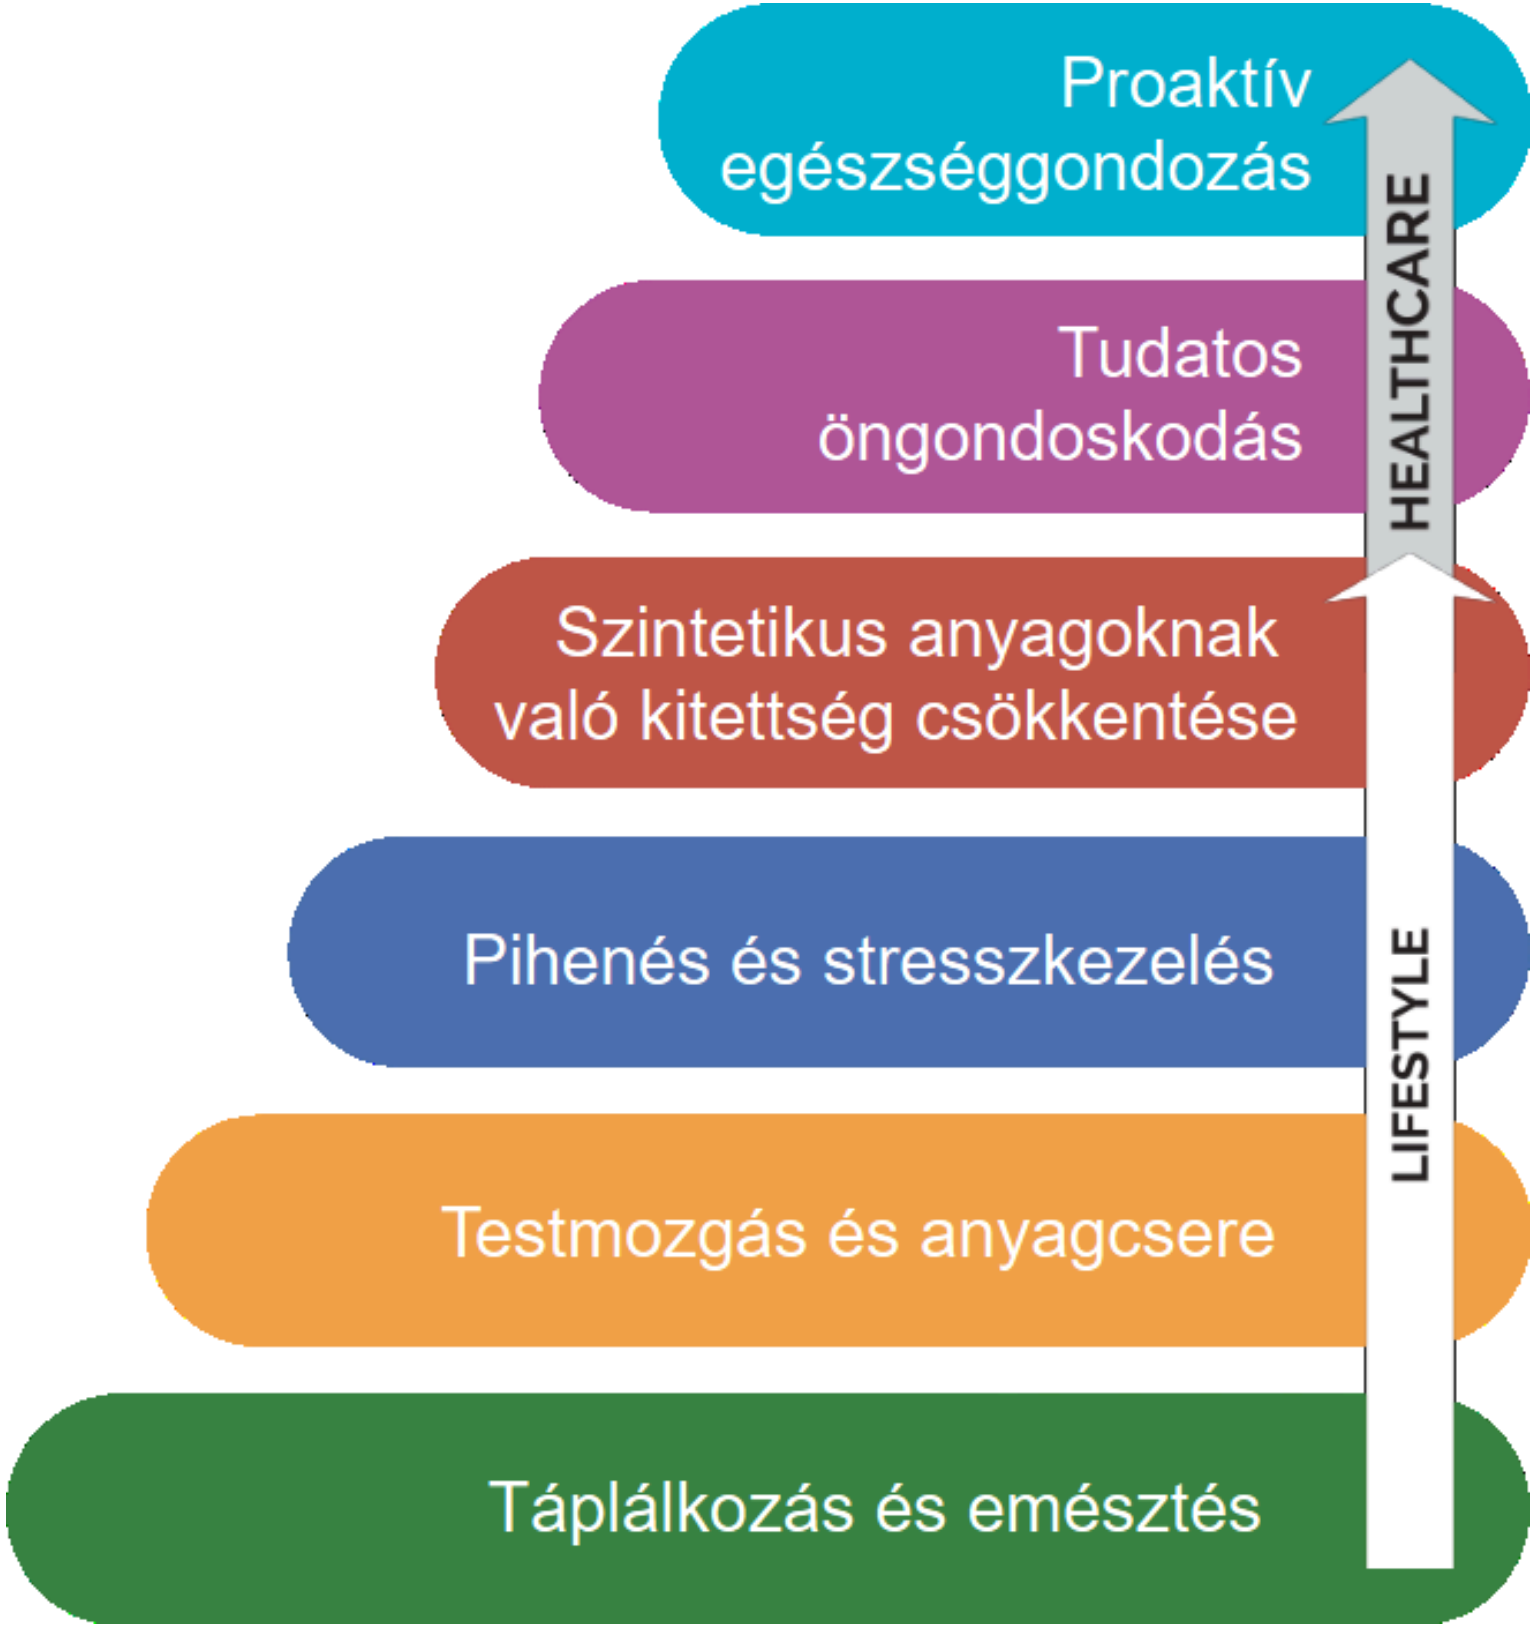 Proaktív
egészséggondozás
Tudatos
öngondoskodás
Szintetikus anyagoknak
való kitettség csökkentése
Pihenés és stresszkezelés
Testmozgás és anyagcsere
Táplálkozás és emésztés
HEALTHCARE
LIFESTYLE